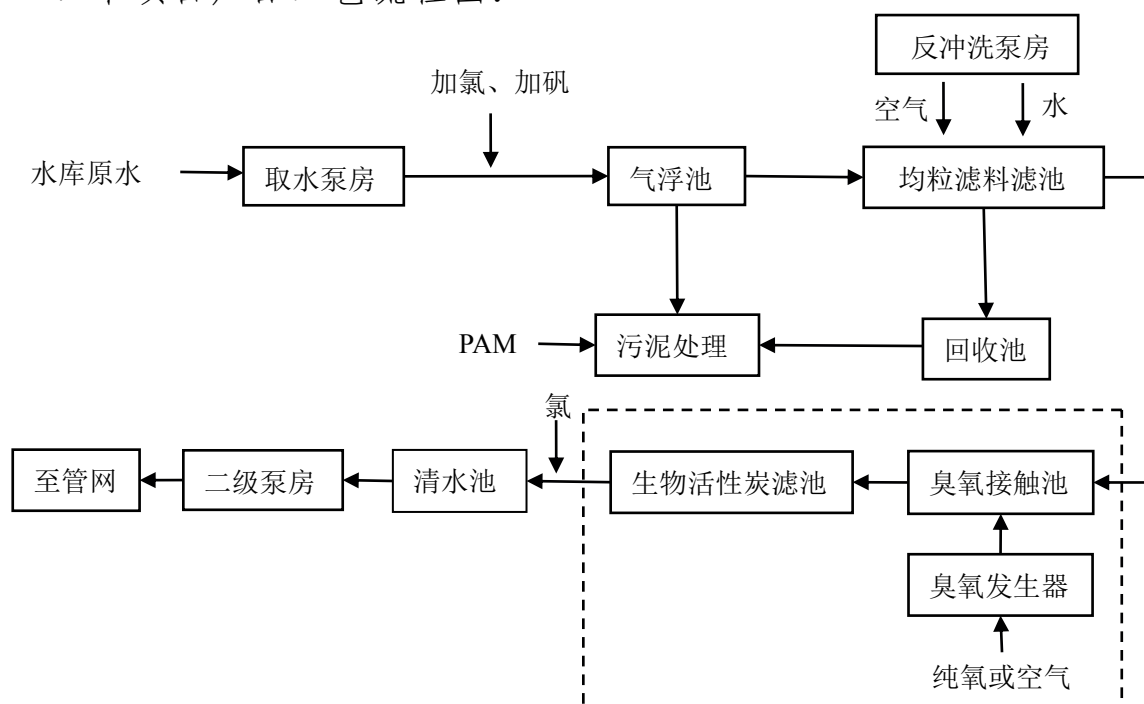 反冲洗泵房
加氯、加矾
空气
水
水库原水
取水泵房
气浮池
均粒滤料滤池
PAM
污泥处理
回收池
氯
至管网
二级泵房
清水池
生物活性炭滤池
臭氧接触池
臭氧发生器
纯氧或空气